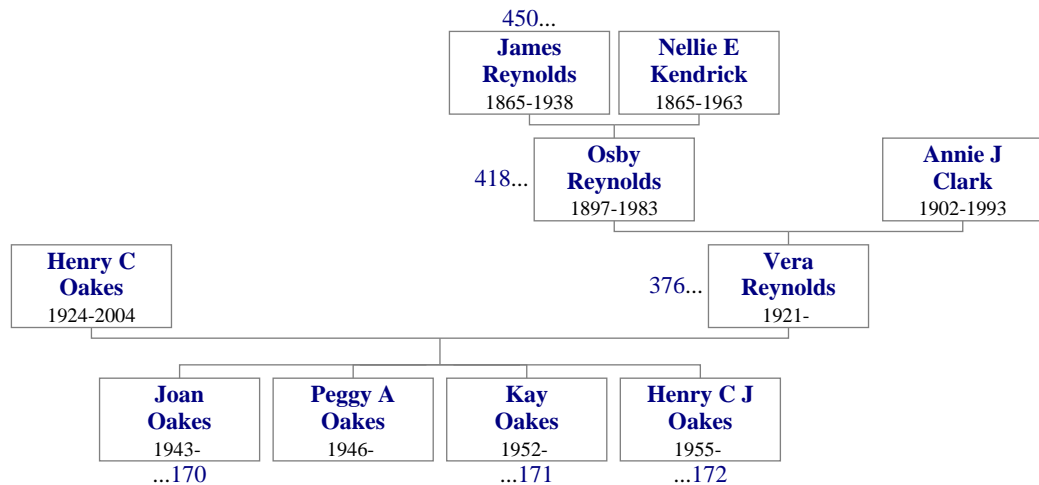 450...
James
Reynolds
1865-1938
Nellie E
Kendrick
1865-1963
418...
Osby
Reynolds
1897-1983
Annie J
Clark
1902-1993
Henry C
Oakes
1924-2004
376...
Vera
Reynolds
1921-
Joan
Oakes
1943-
...170
Peggy A
Oakes
1946-
Kay
Oakes
1952-
...171
Henry C J
Oakes
1955-
...172